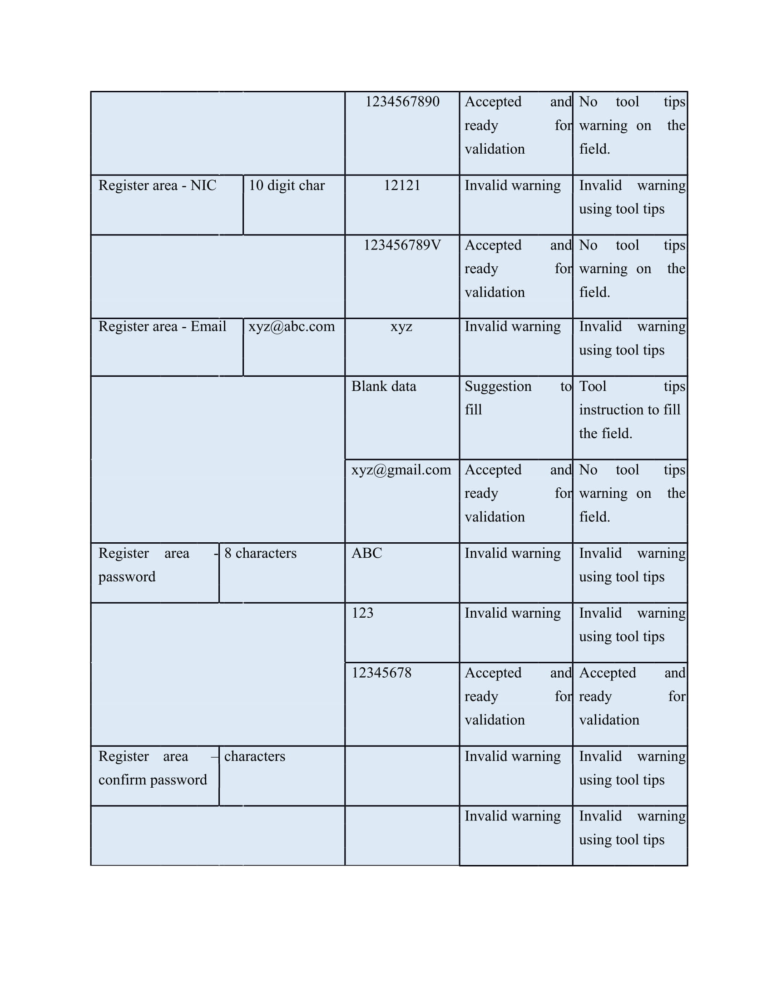 1234567890 Accepted and No tool tips
ready for warning on the
validation field.
Register area - NIC 10 digit char 12121 Invalid warning Invalid warning
using tool tips
123456789V Accepted and No tool tips
ready for warning on the
validation field.
Register area - Email xyz@abc.com xyz Invalid warning Invalid warning
using tool tips
Blank data Suggestion to Tool tips
fill instruction to fill
the field.
xyz@gmail.com Accepted and No tool tips
ready for warning on the
validation field.
Register area - 8 characters ABC Invalid warning Invalid warning
password using tool tips
123 Invalid warning Invalid warning
using tool tips
12345678 Accepted and Accepted and
ready for ready for
validation validation
Register area – characters Invalid warning Invalid warning
confirm password using tool tips
Invalid warning Invalid warning
using tool tips